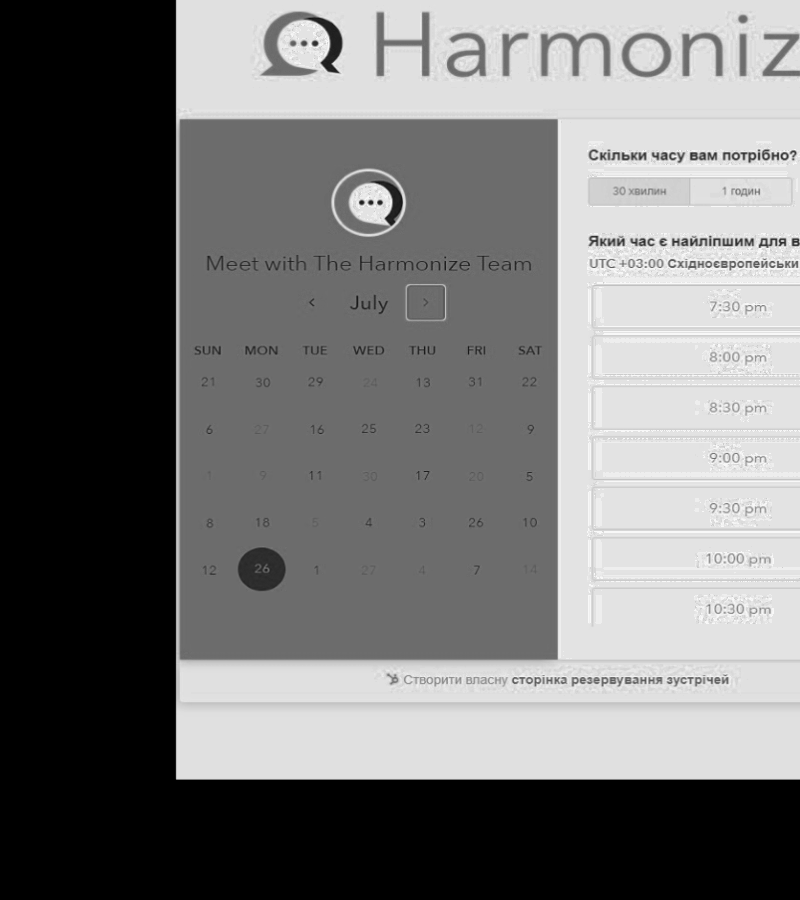 Harmoniz
Meet with The Harmonize Team
July
SUN MON TUE WED THU FRI SAT
21 30 29 24 13 31 22
6 27 16 25 23 12 9
1 9 11 30 17 20 5
8 18 5 4 3 26 10
12 26 1 27 4 7 14
Скільки часу вам потрібно?
30 хвилин 1 годин
Який час є найліпшим для в
UTC +03:00 Східноєвропейськи
7:30 pm
8:00 pm
8:30 pm
9:00 pm
9:30 pm
10:00 pm
10:30 pm
Створити власну сторінка резервування зустрічей